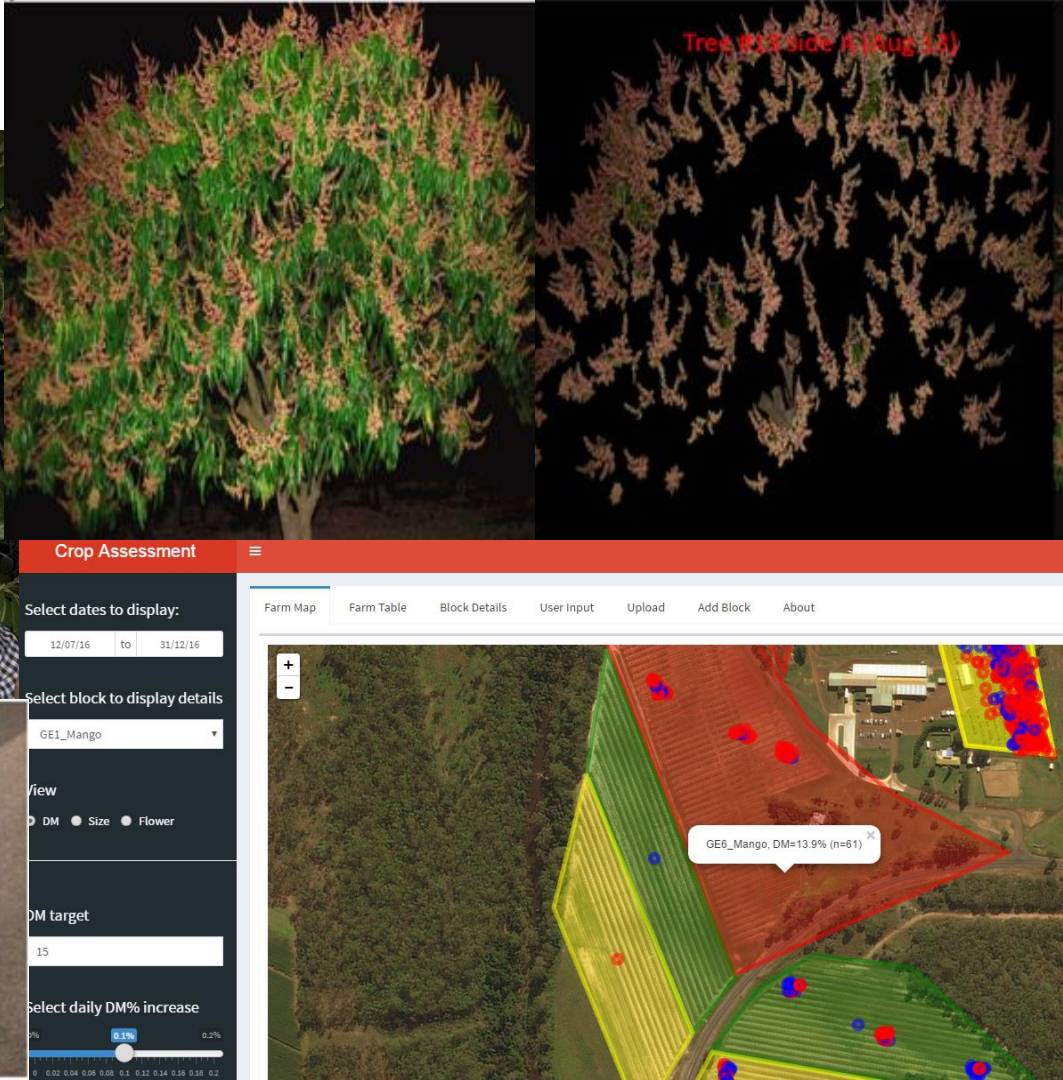 Tree #13 side A (Aug 13)
Crop Assessment
Select dates to display:
12/07/16 to 31/12/16
Select block to display details
GE1_Mango
View
DM Size Flower
DM target
15
Select daily DM% increase
0% 0.1% 0.2%
0 0.02 0.04 0.06 0.08 0.1 0.12 0.14 0.16 0.18 0.2
Farm Map Farm Table Block Details User Input Upload Add Block About
+
−
GE6_Mango, DM=13.9% (n=61) ×